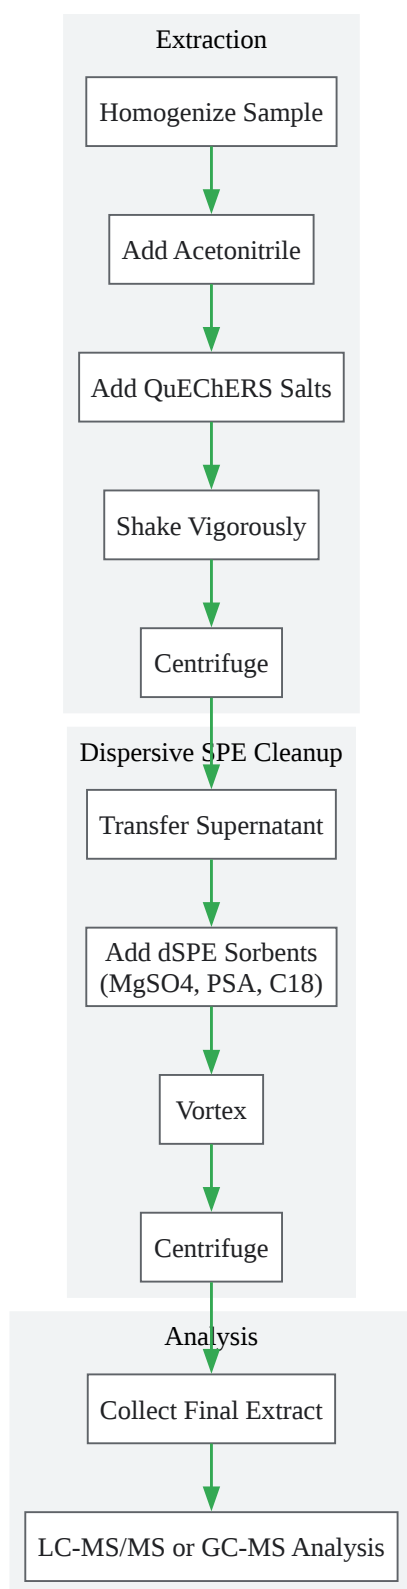 Extraction
Homogenize Sample
Add Acetonitrile
Add QuEChERS Salts
Shake Vigorously
Centrifuge
Dispersive SPE Cleanup
Transfer Supernatant
Add dSPE Sorbents
(MgSO4, PSA, C18)
Vortex
Centrifuge
Analysis
Collect Final Extract
LC-MS/MS or GC-MS Analysis